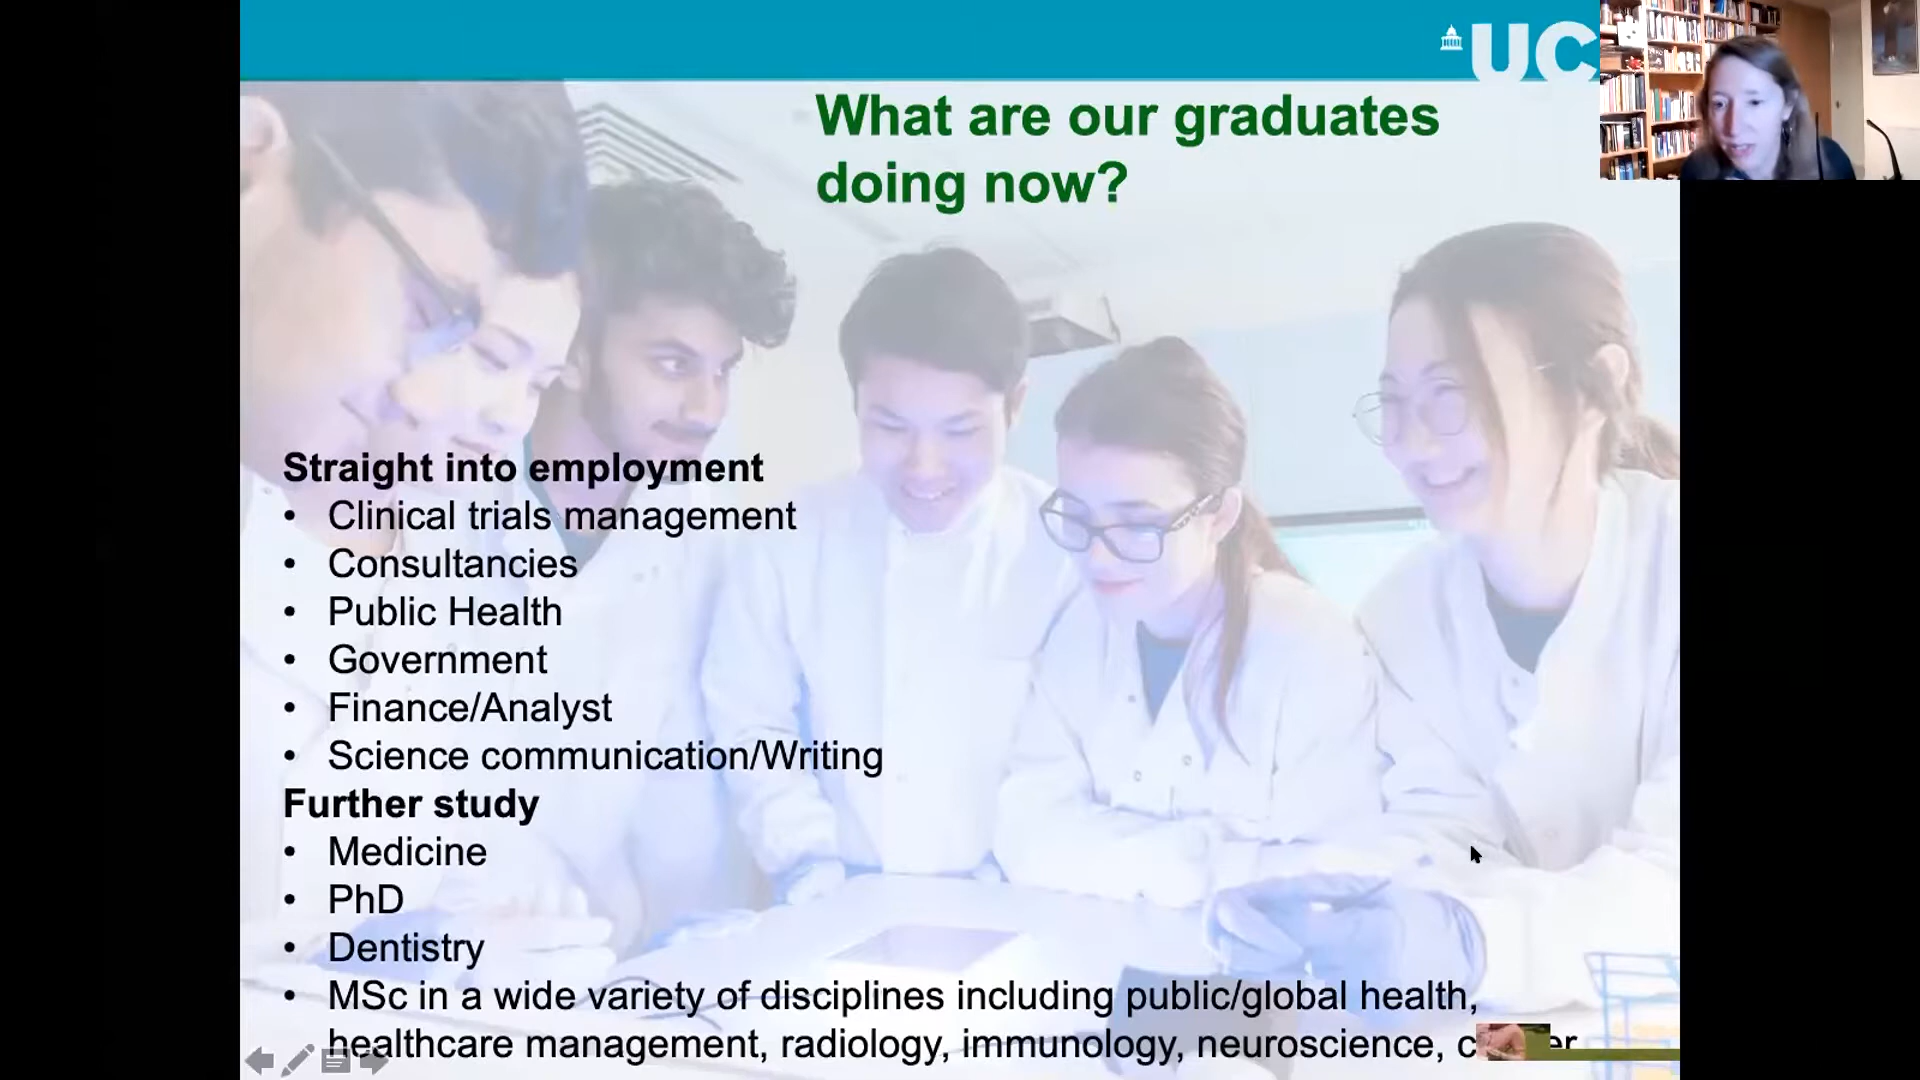 UC
What are our graduates
doing now?
Straight into employment
• Clinical trials management
• Consultancies
• Public Health
• Government
• Finance/Analyst
• Science communication/Writing
Further study
• Medicine
• PhD
• Dentistry
• MSc in a wide variety of disciplines including public/global health,
healthcare management, radiology, immunology, neuroscience,